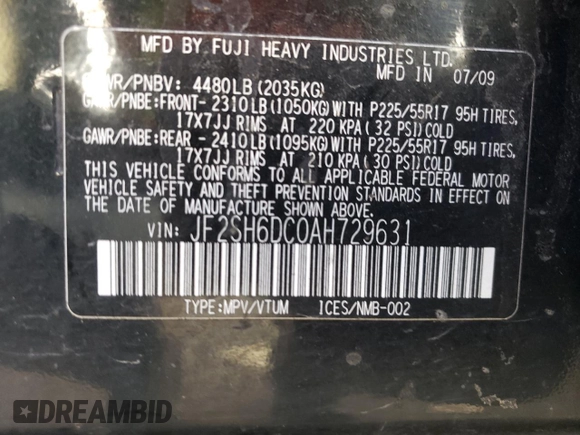 MFD BY FUJI HEAVY INDUSTRIES LTD.
MFD IN 07/09
GVWR/PNBV: 4480LB(2035KG)
GAWR/PNBE:FRONT- 2310LB(1050KG)WITH P225/55R17 95H TIRES,
17X7JJ RIMS AT 220 KPA( 32 PSI)COLD
GAWR/PNBE:REAR - 2410LB(1095KG)WITH P225/55R17 95H TIRES,
17X7JJ RIMS AT 210 KPA( 30 PSI)COLD
THIS VEHICLE CONFORMS TO ALL APPLICABLE FEDERAL MOTOR
VEHICLE SAFETY AND THEFT PREVENTION STANDARDS IN EFFECT ON
THE DATE OF MANUFACTURE SHOWN ABOVE.
VIN: JF2SH6DC0AH729631
TYPE:MPV/VTUM ICES/NMB-002
DREAMBID